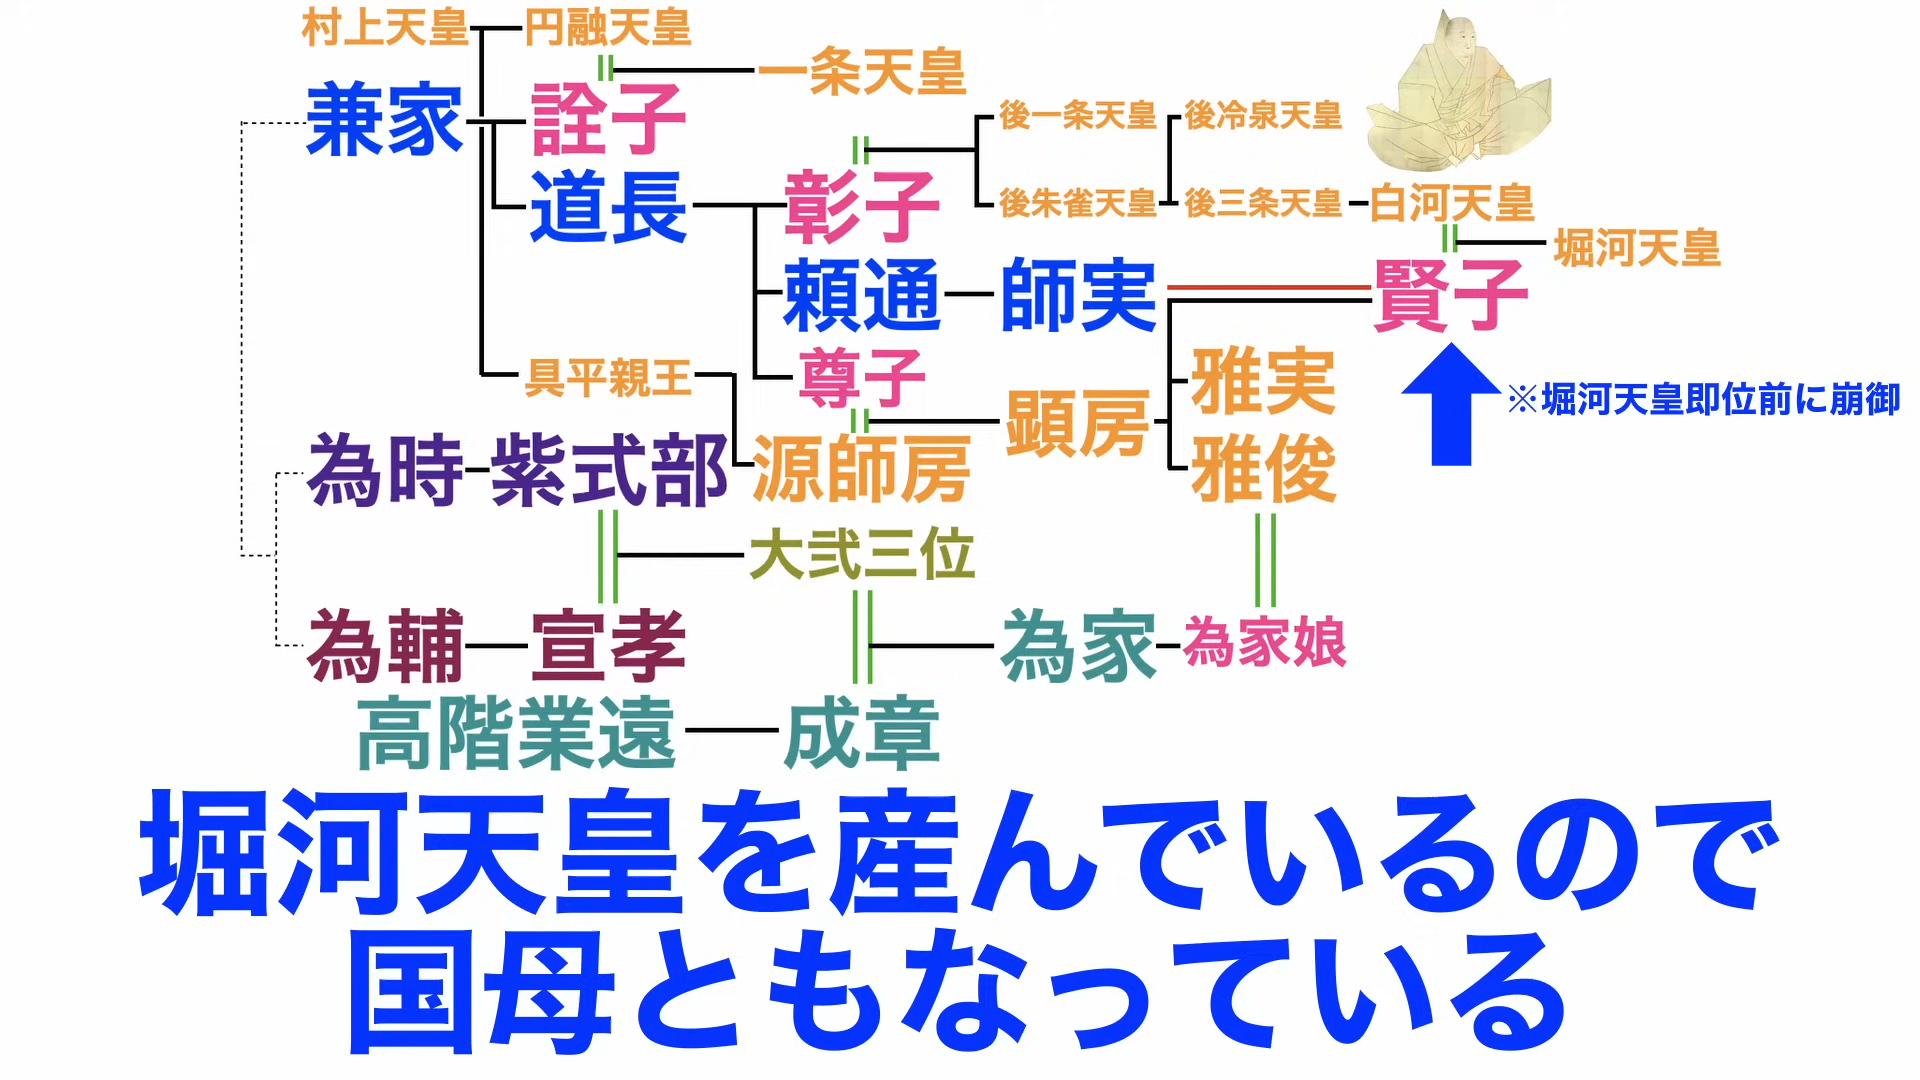 村上天皇 円融天皇
一条天皇
兼家 詮子
後一条天皇 後冷泉天皇
道長 彰子 後朱雀天皇 後三条天皇 白河天皇
堀河天皇
頼通 師実 賢子
具平親王 尊子 雅実
※堀河天皇即位前に崩御
顕房
為時 紫式部 源師房 雅俊
大弐三位
為輔 宣孝 為家 為家娘
高階業遠 成章
堀河天皇を産んでいるので
国母ともなっている